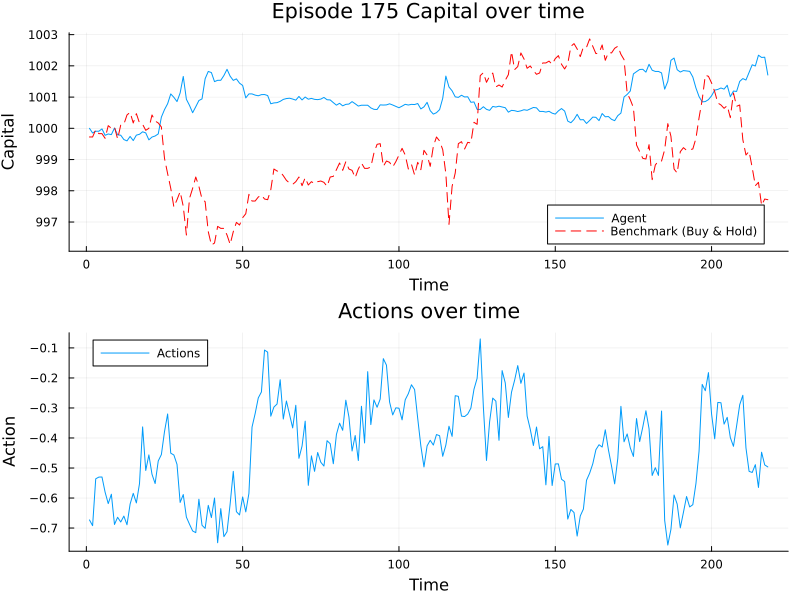 Episode 175 Capital over time
1003
1002
1001
1000
999
998
997
Capital
Agent
Benchmark (Buy & Hold)
0
50
100
150
200
Time
Actions over time
Actions
−0.1
−0.2
−0.3
−0.4
−0.5
−0.6
−0.7
Action
0
50
100
150
200
Time